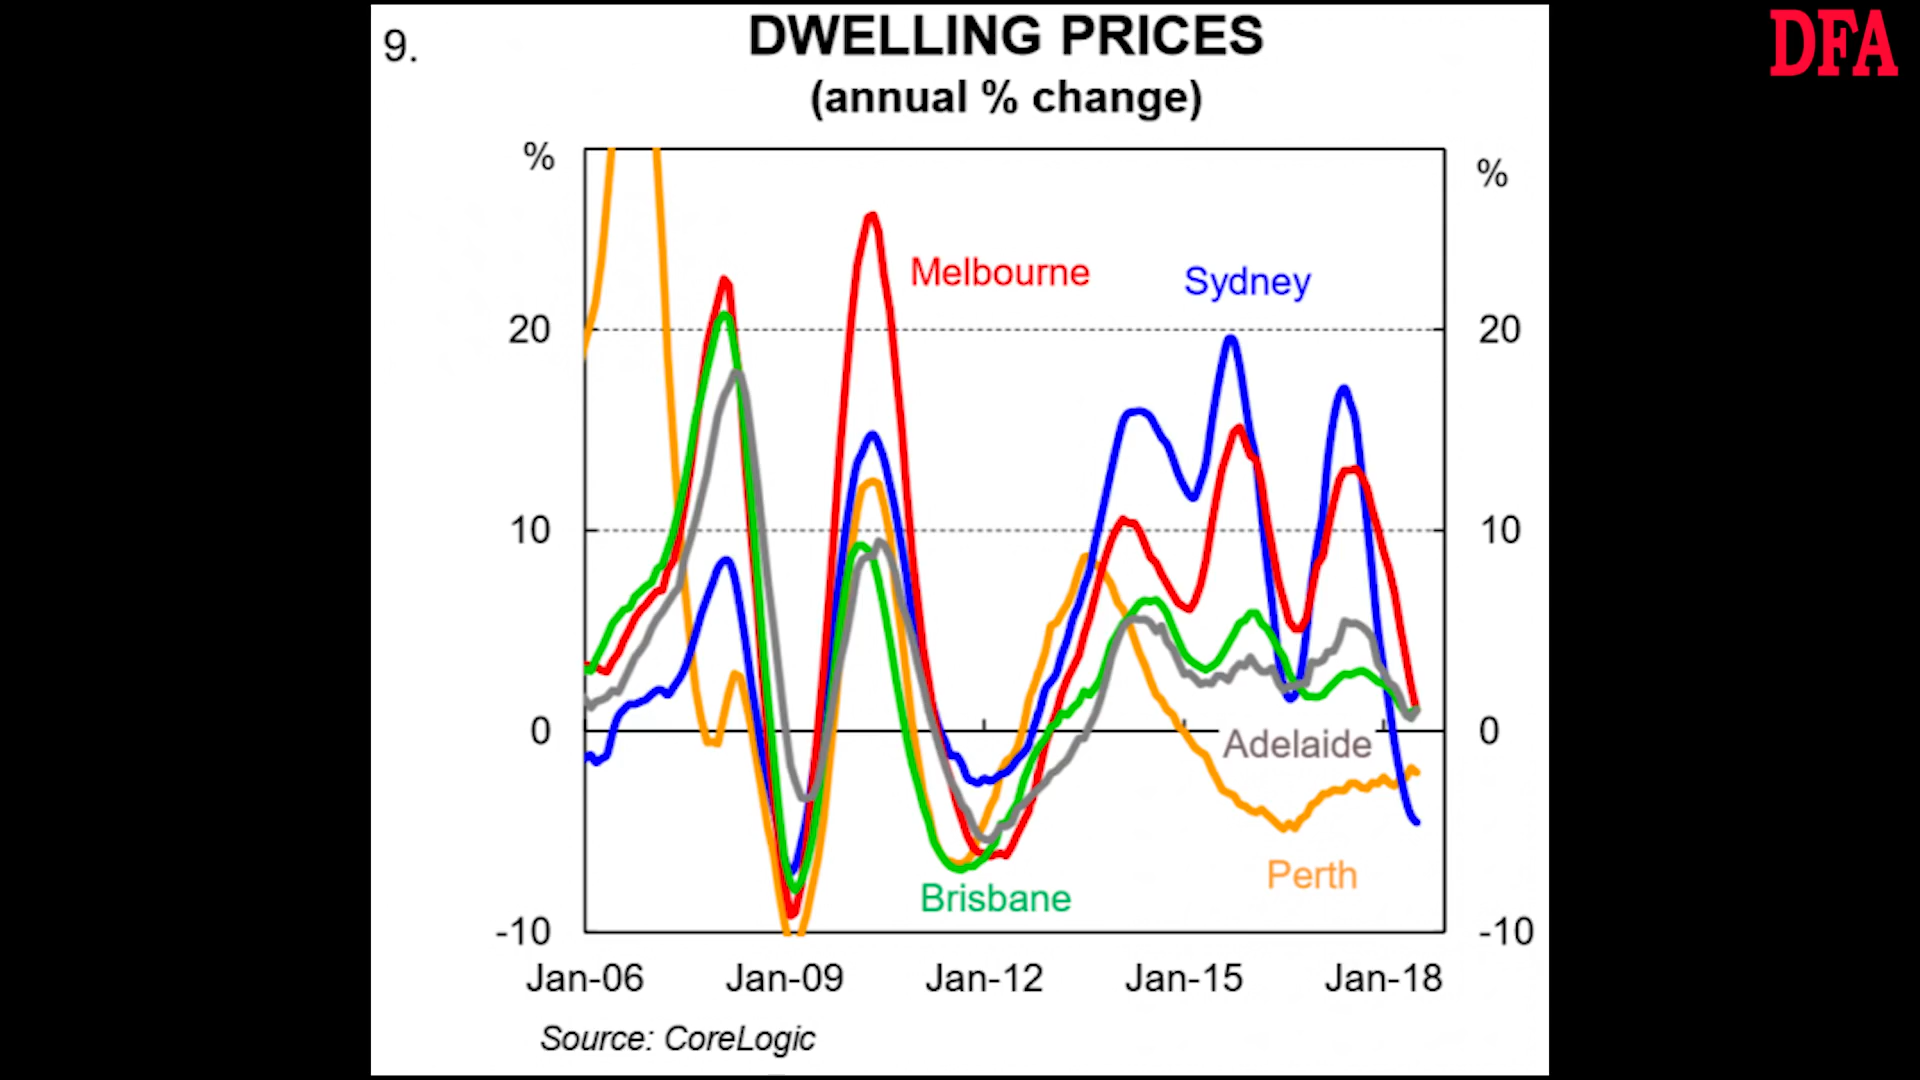 DFA
9.
DWELLING PRICES
(annual % change)
%
%
Melbourne
Sydney
20
20
10
10
0
0
Adelaide
Perth
Brisbane
-10
-10
Jan-06
Jan-09
Jan-12
Jan-15
Jan-18
Source: CoreLogic